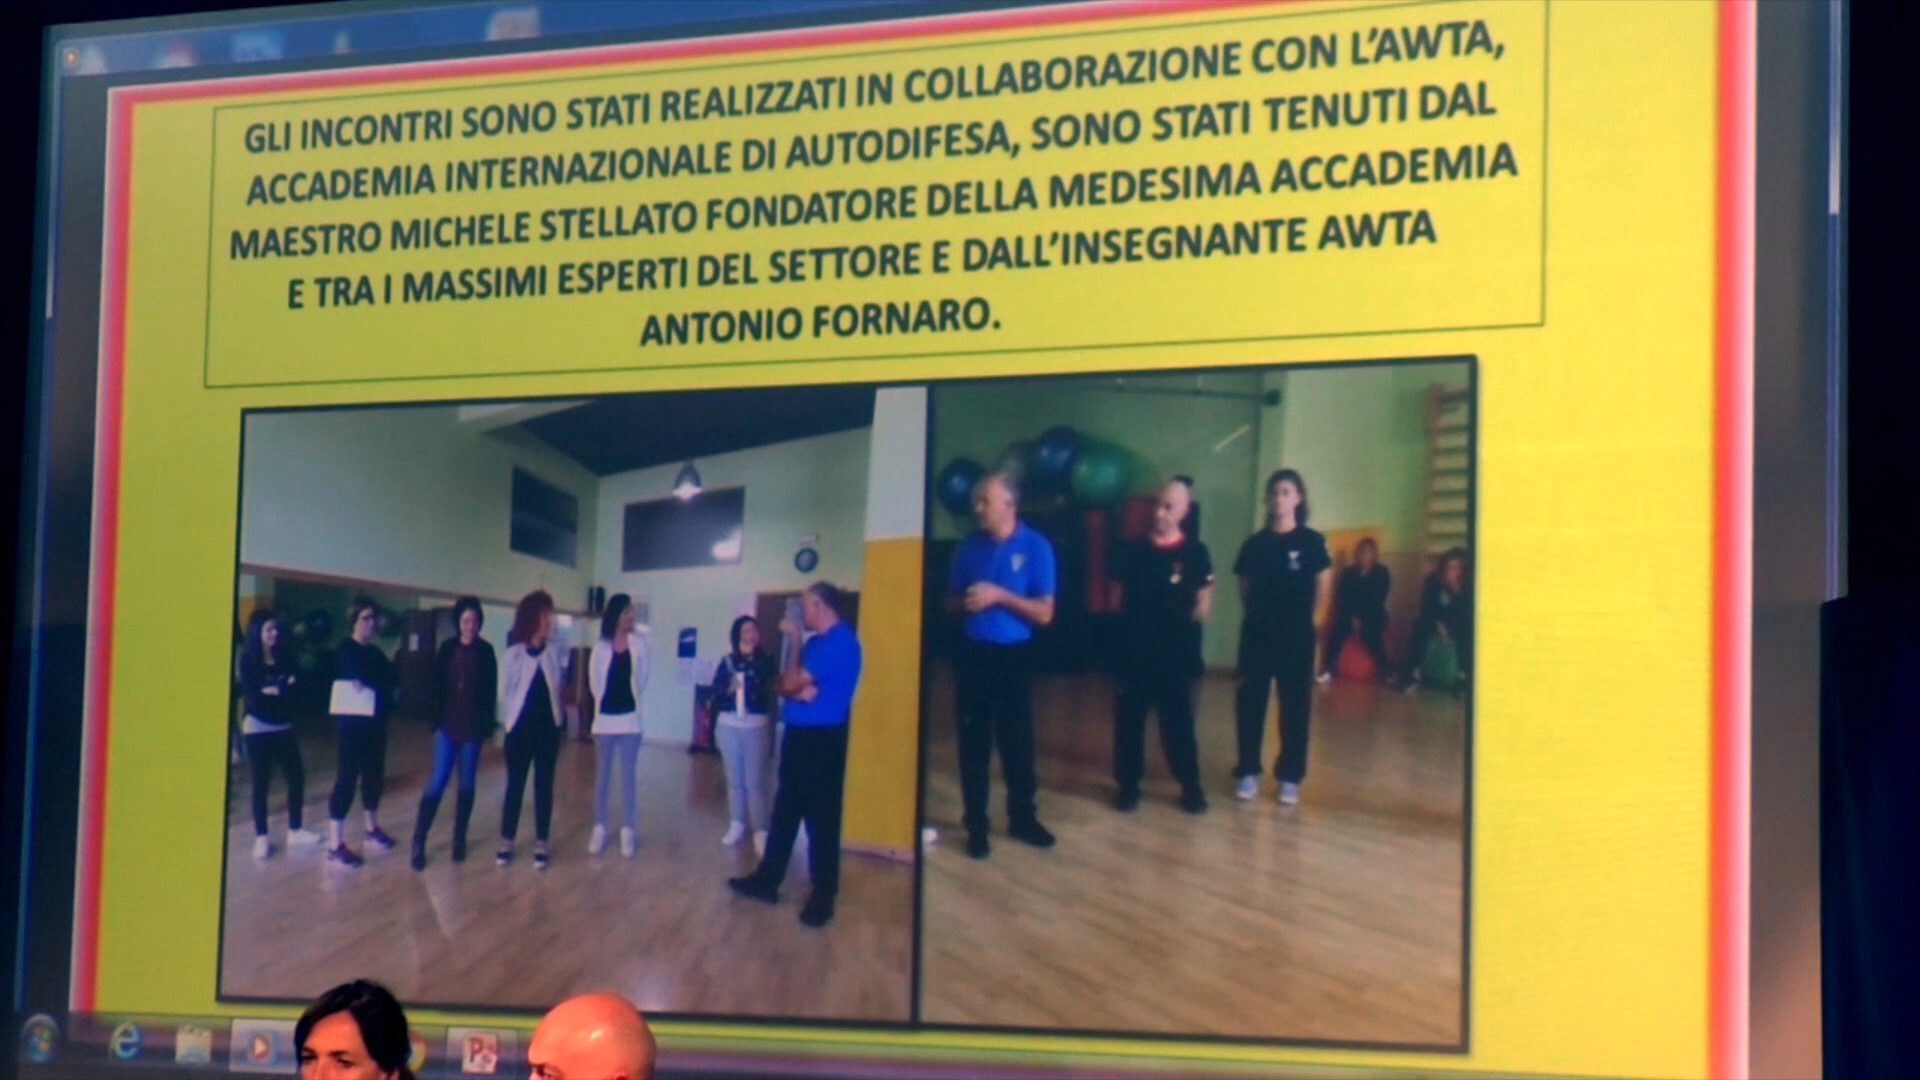 GLI INCONTRI SONO STATI REALIZZATI IN COLLABORAZIONE CON L'AWTA,
ACCADEMIA INTERNAZIONALE DI AUTODIFESA, SONO STATI TENUTI DAL
MAESTRO MICHELE STELLATO FONDATORE DELLA MEDESIMA ACCADEMIA
E TRA I MASSIMI ESPERTI DEL SETTORE E DALL'INSEGNANTE AWTA
ANTONIO FORNARO.